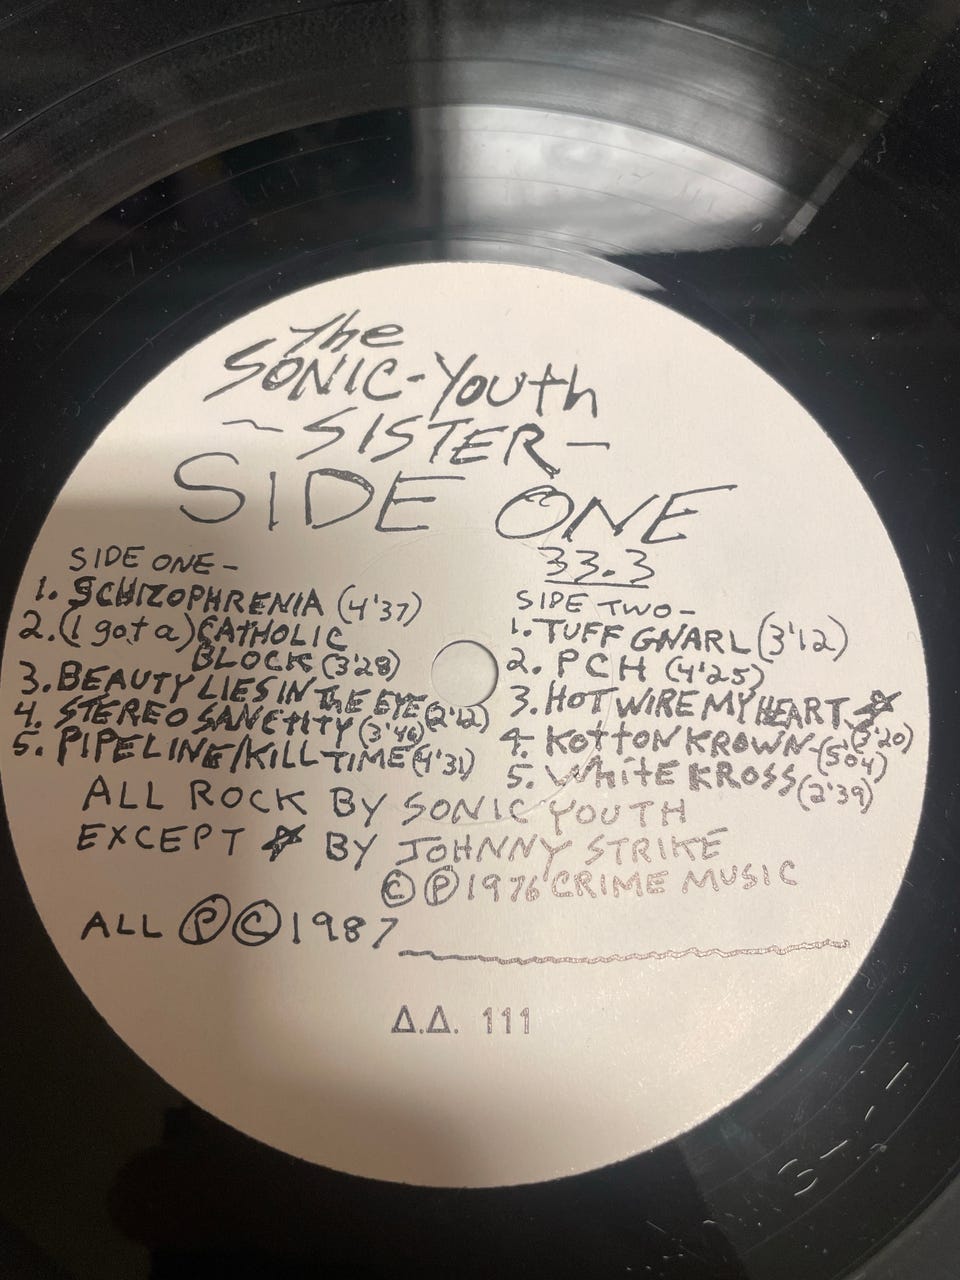 The
SONIC-Youth
~ SISTER -
SIDE ONE
33.3
SIDE ONE -
1. SCHIZOPHRENIA (4'37)
2. (I got a) CATHOLIC
BLOCK (3'28)
3. BEAUTY LIES IN the EYE (2'12)
4. STEREO SANCTITY (3'46)
5. PIPELINE/KILL TIME (4'31)
SIDE TWO -
1. TUFF GNARL (3'12)
2. PCH (4'25)
3. HOT WIRE MY HEART ☆ (3'20)
4. KOTTON KROWN - (5'04)
5. WhitE KROSS (2'39)
ALL ROCK BY SONIC YOUTH
EXCEPT ☆ BY JOHNNY STRIKE
© ℗ 1976 CRIME MUSIC
ALL ℗ © 1987
Δ.Δ. 111